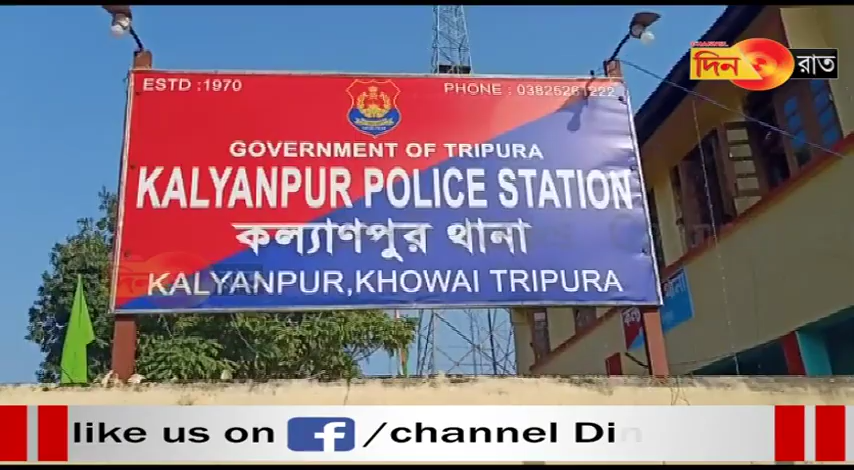 CHANNEL
দিন রাত
ESTD : 1970
PHONE : 03826261222
GOVERNMENT OF TRIPURA
KALYANPUR POLICE STATION
কল্যাণপুর থানা
KALYANPUR,KHOWAI TRIPURA
like us on f /channel Din